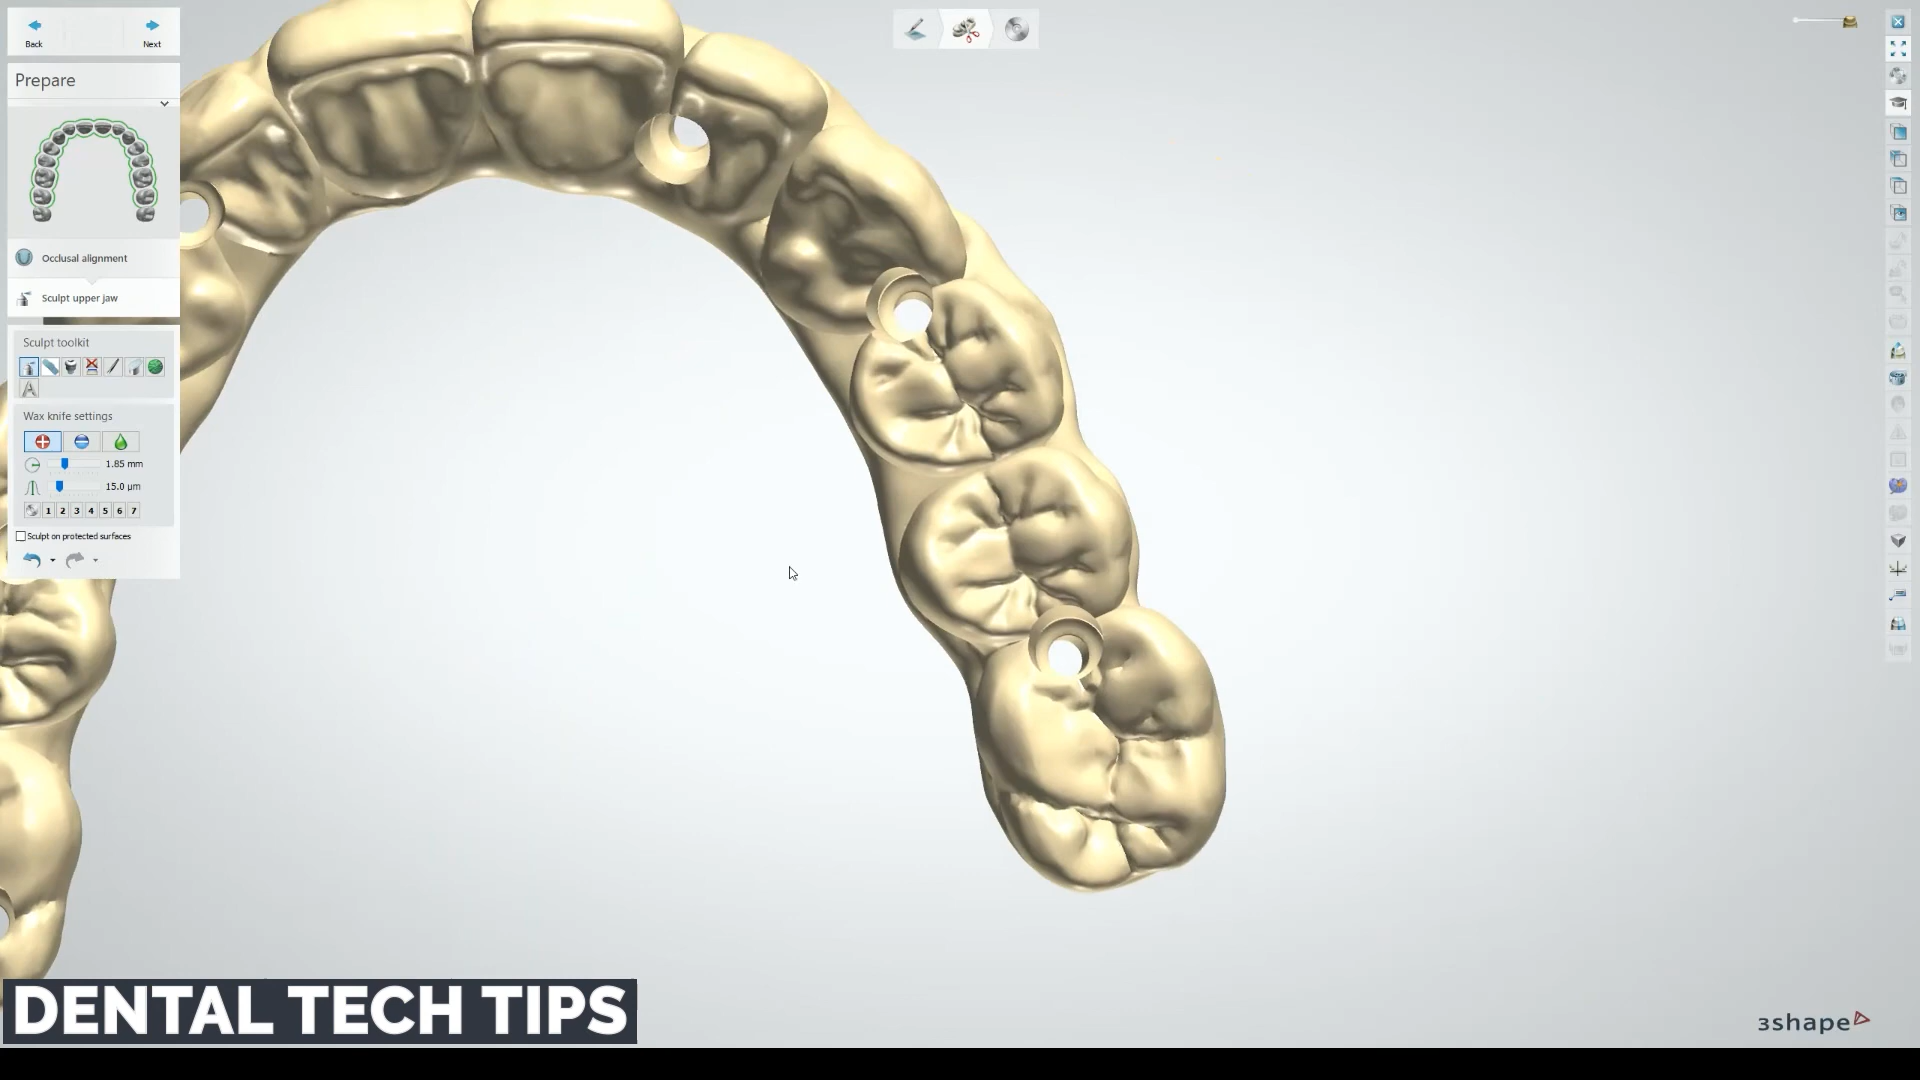 Back
Next
Prepare
Occlusal alignment
Sculpt upper jaw
Sculpt toolkit
A
Wax knife settings
1.85 mm
15.0 µm
1 2 3 4 5 6 7
Sculpt on protected surfaces
DENTAL TECH TIPS
3shape